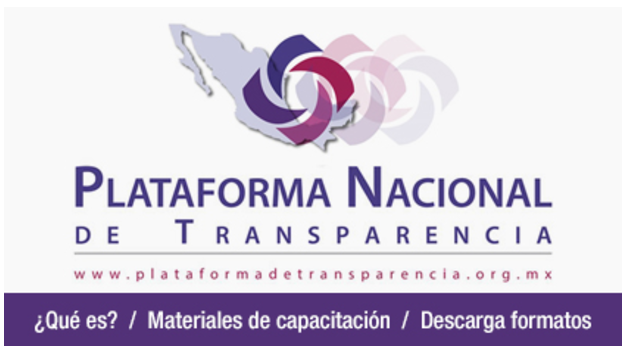 PLATAFORMA NACIONAL
DE TRANSPARENCIA
www.plataformadetransparencia.org.mx
¿Qué es? / Materiales de capacitación / Descarga formatos